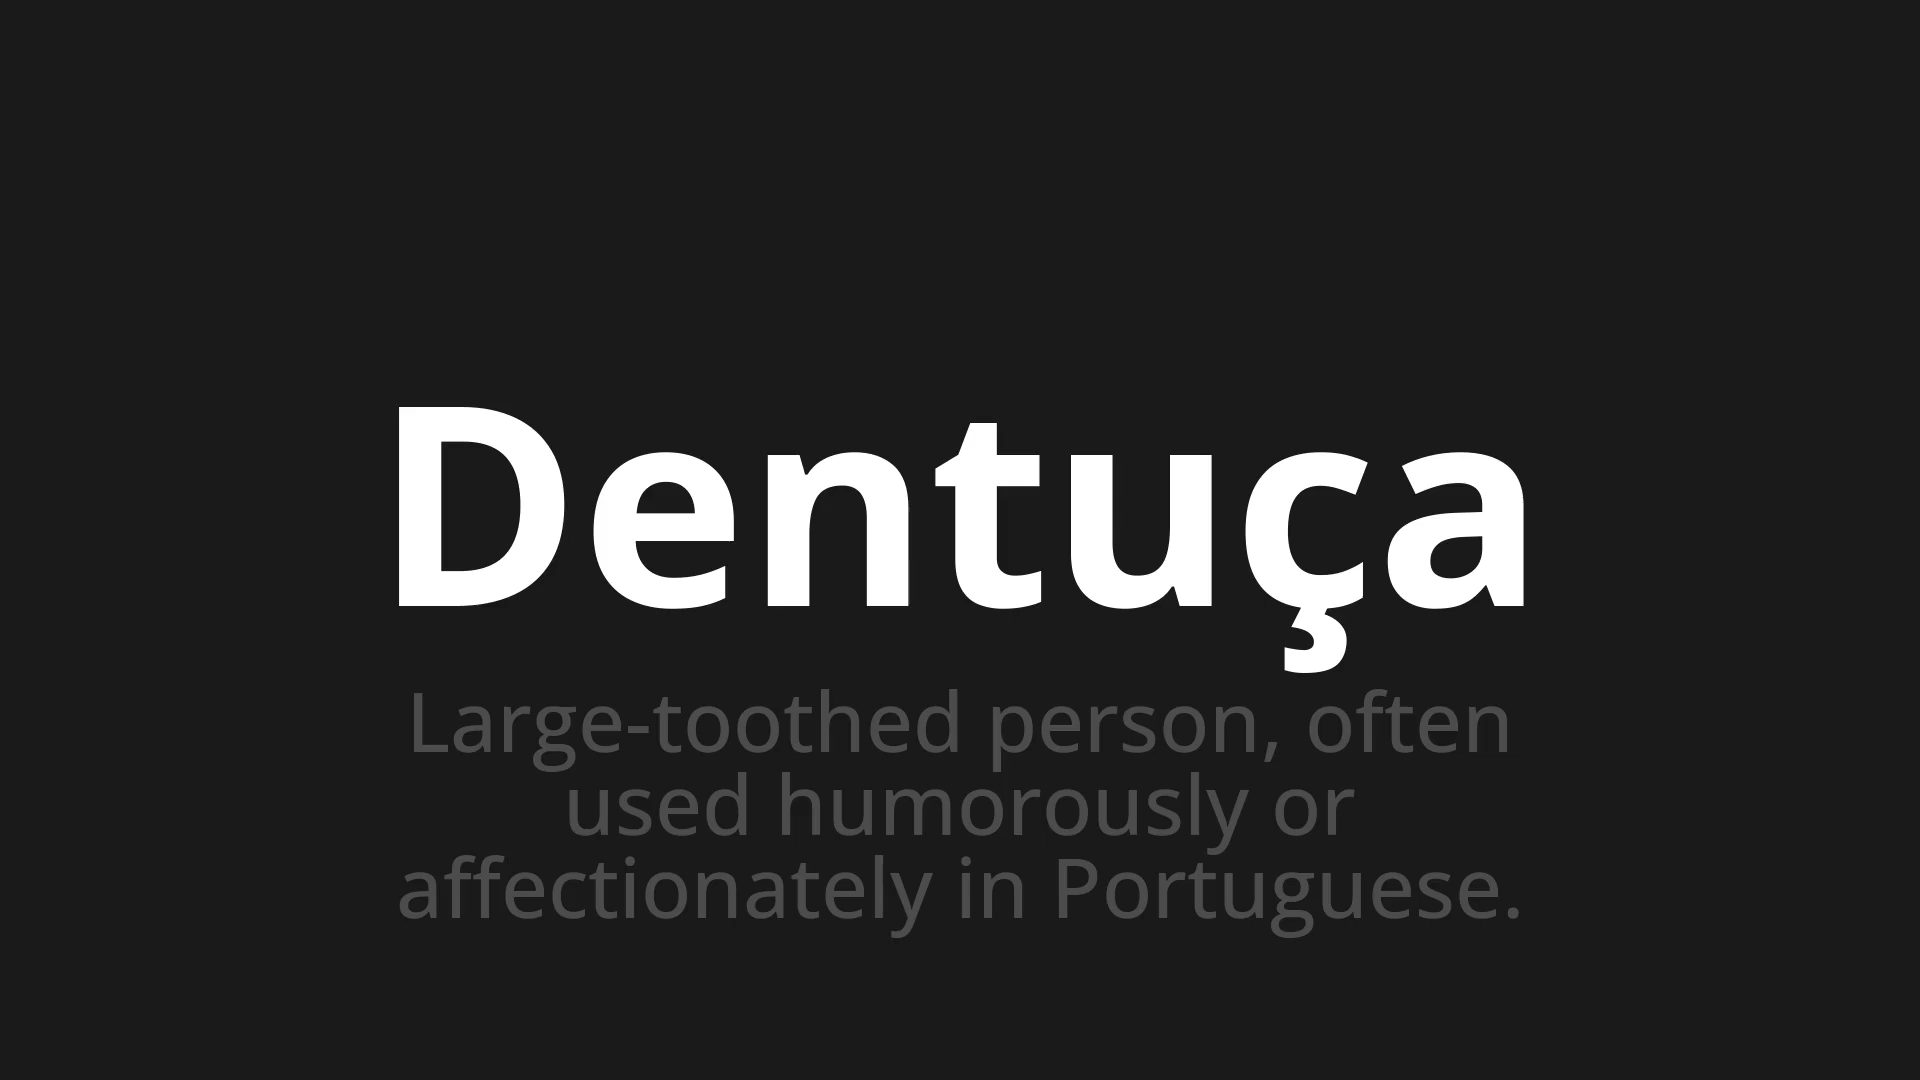 Dentuça
Large-toothed person, often
used humorously or
affectionately in Portuguese.